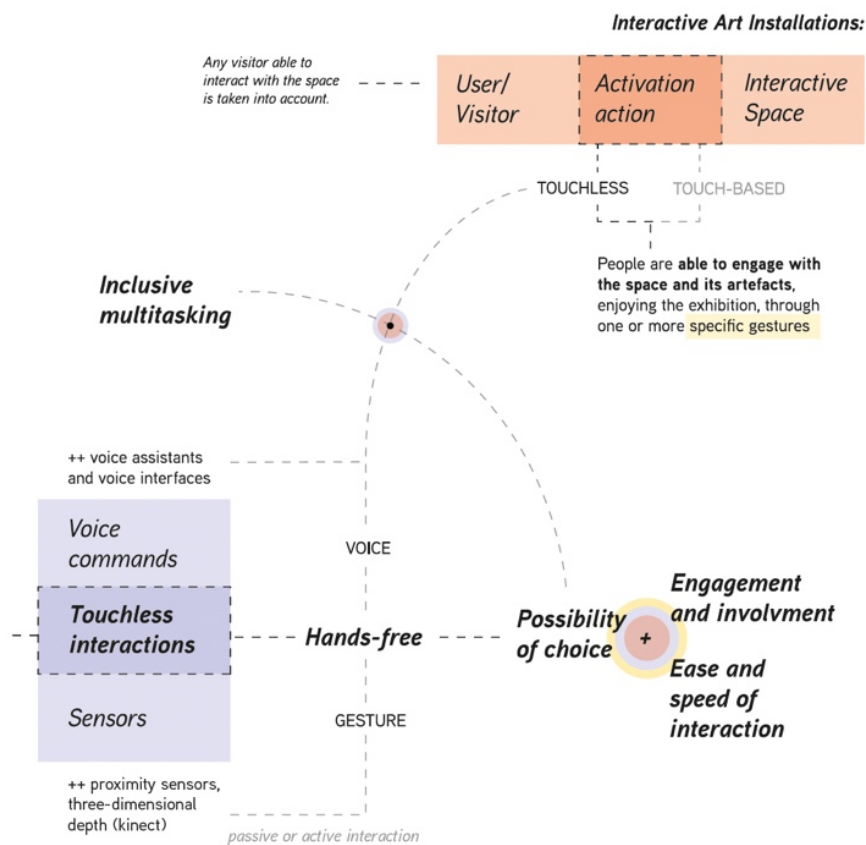 Interactive Art Installations:
Any visitor able to
interact with the space
is taken into account.
User/
Visitor
Activation
action
Interactive
Space
TOUCHLESS
TOUCH-BASED
People are able to engage with
the space and its artefacts,
enjoying the exhibition, through
one or more specific gestures
Inclusive
multitasking
++ voice assistants
and voice interfaces
Voice
commands
VOICE
Touchless
interactions
Hands-free
Possibility
of choice
+
Engagement
and involvment
Ease and
speed of
interaction
Sensors
GESTURE
++ proximity sensors,
three-dimensional
depth (kinect)
passive or active interaction